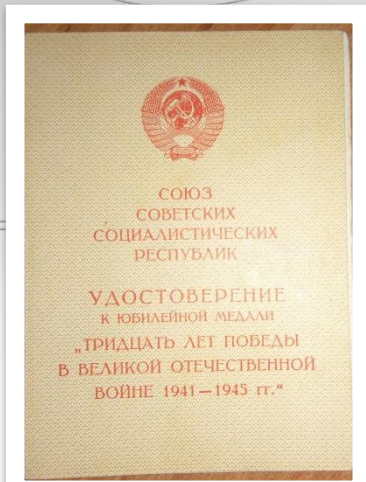 СОЮЗ
СОВЕТСКИХ
СОЦИАЛИСТИЧЕСКИХ
РЕСПУБЛИК
УДОСТОВЕРЕНИЕ
К ЮБИЛЕЙНОЙ МЕДАЛИ
„ТРИДЦАТЬ ЛЕТ ПОБЕДЫ
В ВЕЛИКОЙ ОТЕЧЕСТВЕННОЙ
ВОЙНЕ 1941—1945 гг.“